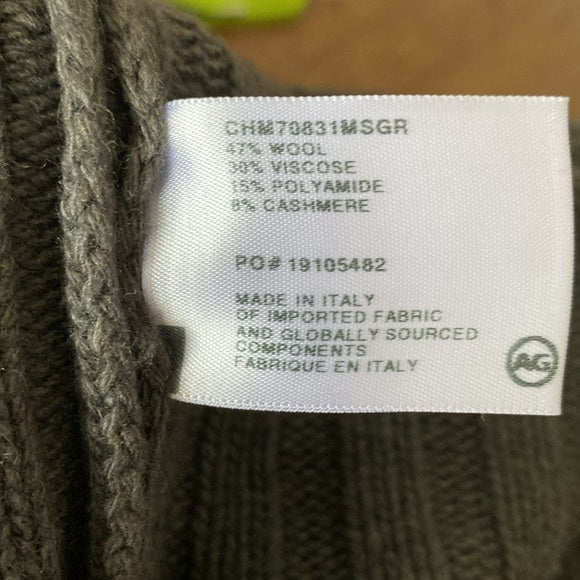 CHM70831MSGR
47% WOOL
30% VISCOSE
15% POLYAMIDE
8% CASHMERE
PO# 19105482
MADE IN ITALY
OF IMPORTED FABRIC
AND GLOBALLY SOURCED
COMPONENTS
FABRIQUE EN ITALY
AG